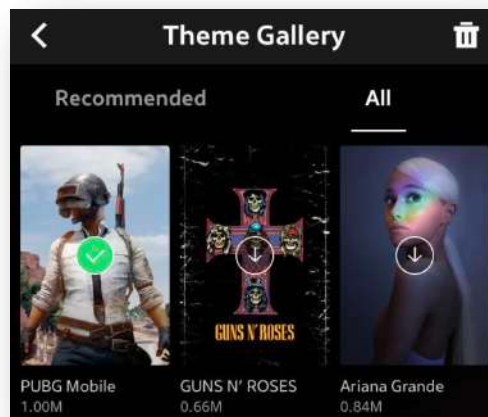 Theme Gallery
Recommended
All
GUNS N' ROSES
PUBG Mobile
GUNS N' ROSES
Ariana Grande
1.00M
0.66M
0.84M